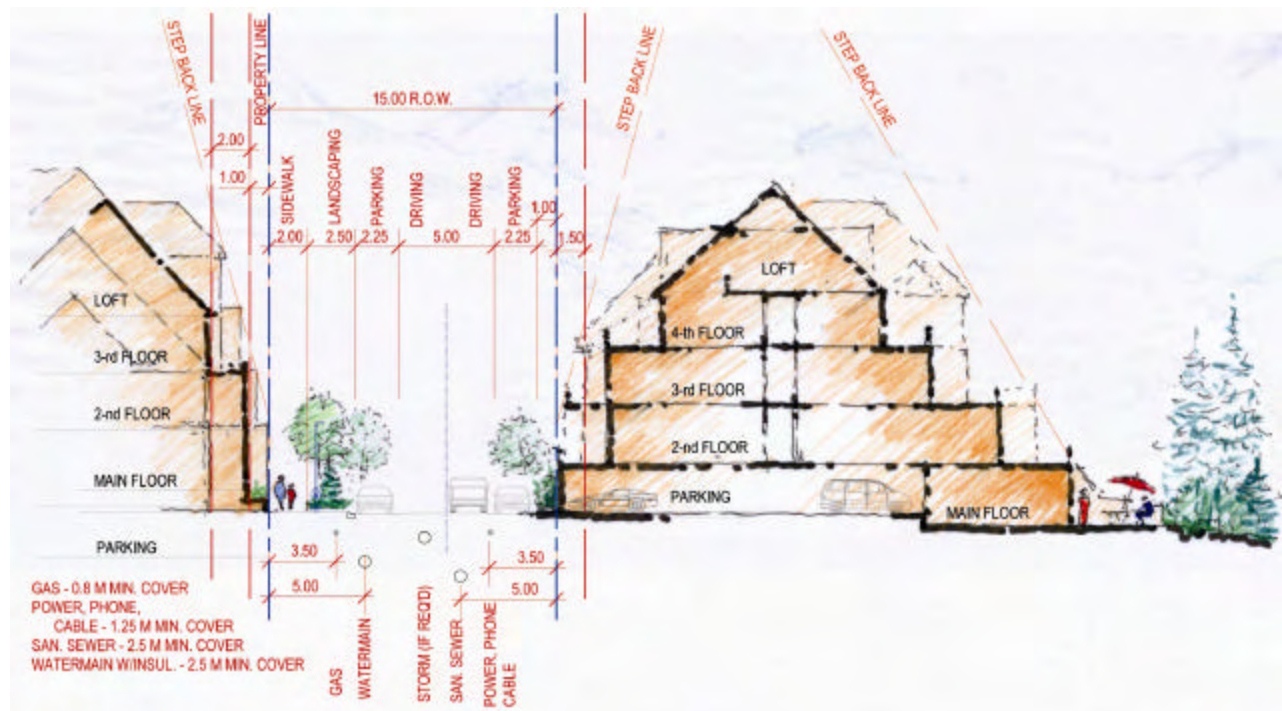 STEP BACK LINE
PROPERTY LINE
STEP BACK LINE
STEP BACK LINE
15.00 R.O.W.
2.00
1.00
SIDEWALK
LANDSCAPING
PARKING
DRIVING
DRIVING
PARKING
1.00
2.00
2.50
2.25
5.00
2.25
1.50
LOFT
3-rd FLOOR
2-nd FLOOR
MAIN FLOOR
PARKING
LOFT
4-th FLOOR
3-rd FLOOR
2-nd FLOOR
PARKING
MAIN FLOOR
3.50
5.00
3.50
5.00
GAS - 0.8 M MIN. COVER
POWER, PHONE,
CABLE - 1.25 M MIN. COVER
SAN. SEWER - 2.5 M MIN. COVER
WATERMAIN W/INSUL. - 2.5 M MIN. COVER
GAS
WATERMAIN
STORM (IF REQ'D)
SAN. SEWER
POWER, PHONE
CABLE